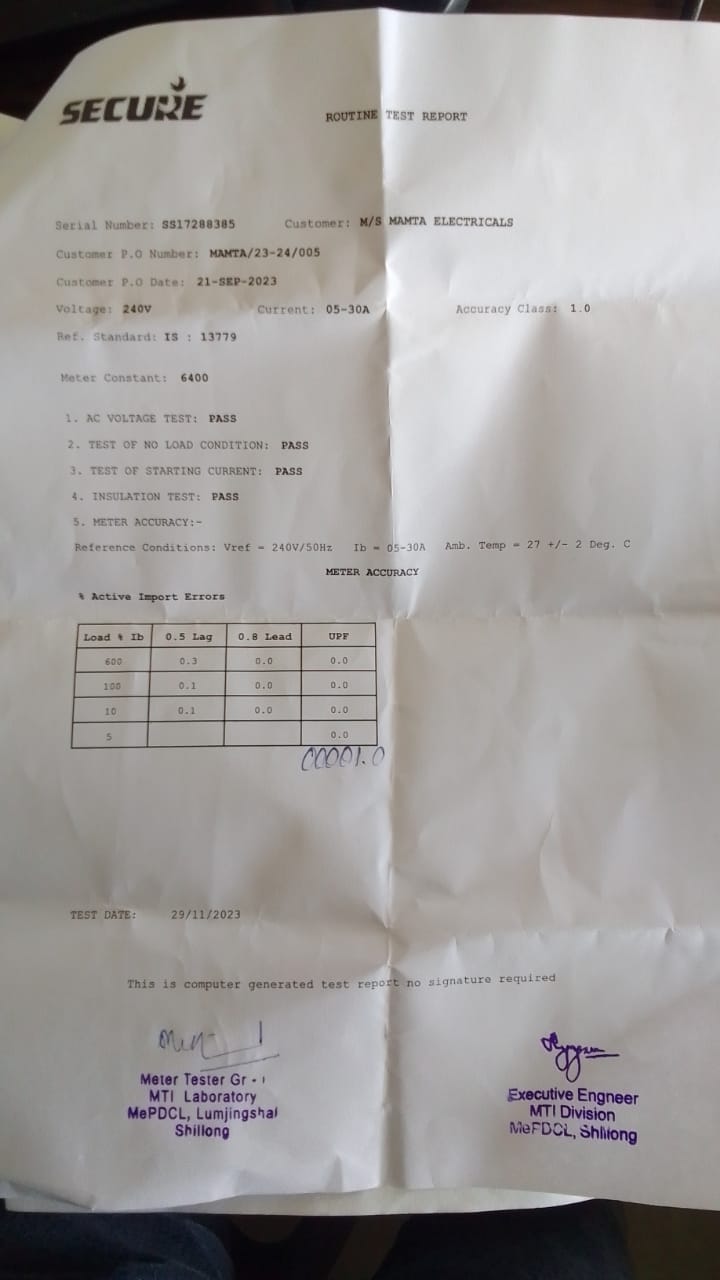 SECURE
ROUTINE TEST REPORT
Serial Number: SS17288385 Customer: M/S MAMTA ELECTRICALS
Customer P.O Number: MAMTA/23-24/005
Customer P.O Date: 21-SEP-2023
Voltage: 240V Current: 05-30A Accuracy Class: 1.0
Ref. Standard: IS : 13779
Meter Constant: 6400
1. AC VOLTAGE TEST: PASS
2. TEST OF NO LOAD CONDITION: PASS
3. TEST OF STARTING CURRENT: PASS
4. INSULATION TEST: PASS
5. METER ACCURACY:-
Reference Conditions: Vref = 240V/50Hz Ib = 05-30A Amb. Temp = 27 +/- 2 Deg. C
METER ACCURACY
% Active Import Errors
Load % Ib 0.5 Lag 0.8 Lead UPF
600 0.3 0.0 0.0
100 0.1 0.0 0.0
10 0.1 0.0 0.0
5 0.0
00001.0
TEST DATE: 29/11/2023
This is computer generated test report no signature required
Meter Tester Gr - I
MTI Laboratory
MePDCL, Lumjingshai
Shillong
Executive Engneer
MTI Division
MePDCL, Shillong